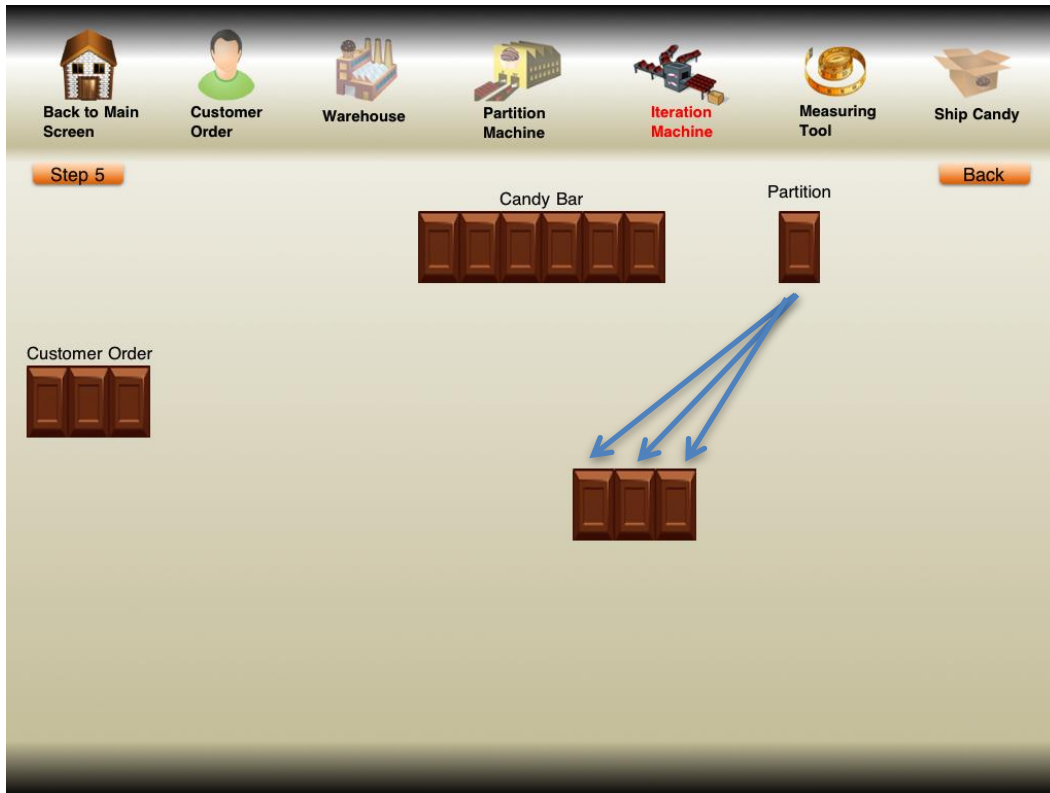 Back to Main
Screen
Customer
Order
Warehouse
Partition
Machine
Iteration
Machine
Measuring
Tool
Ship Candy
Step 5
Back
Candy Bar
Partition
Customer Order